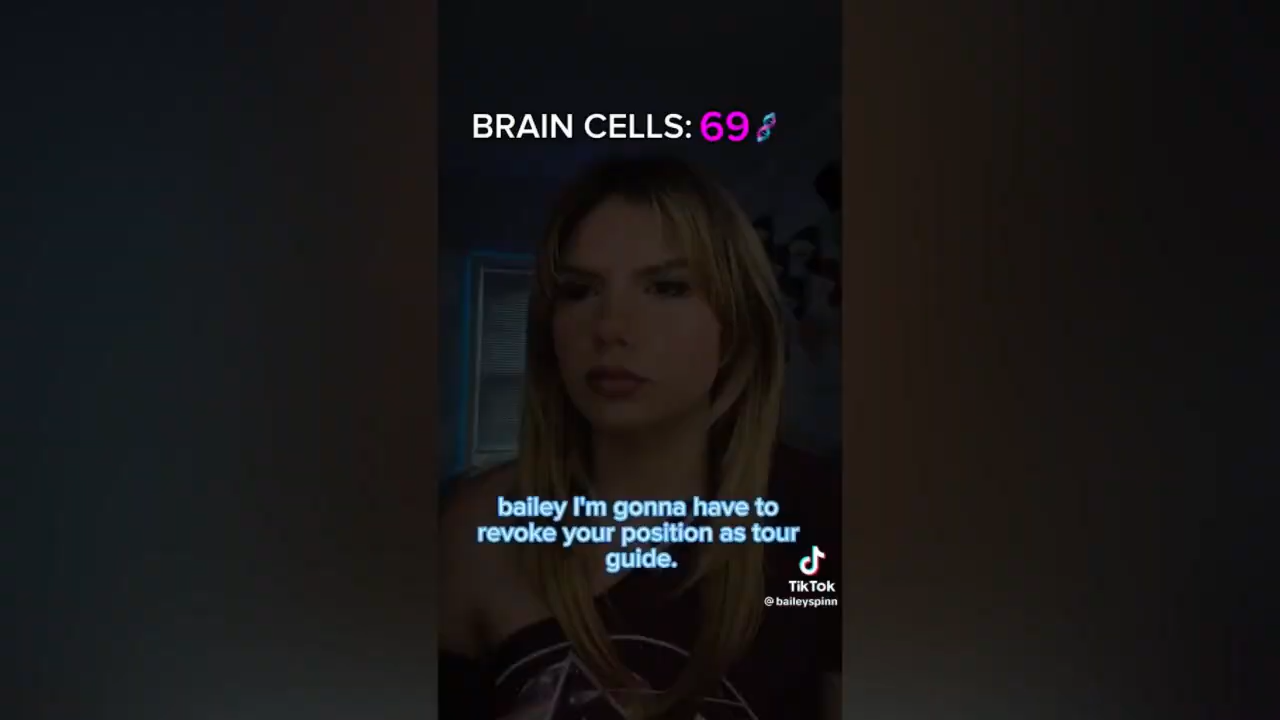 BRAIN CELLS: 69🧬
bailey I'm gonna have to
revoke your position as tour
guide.
TikTok
@baileyspinn